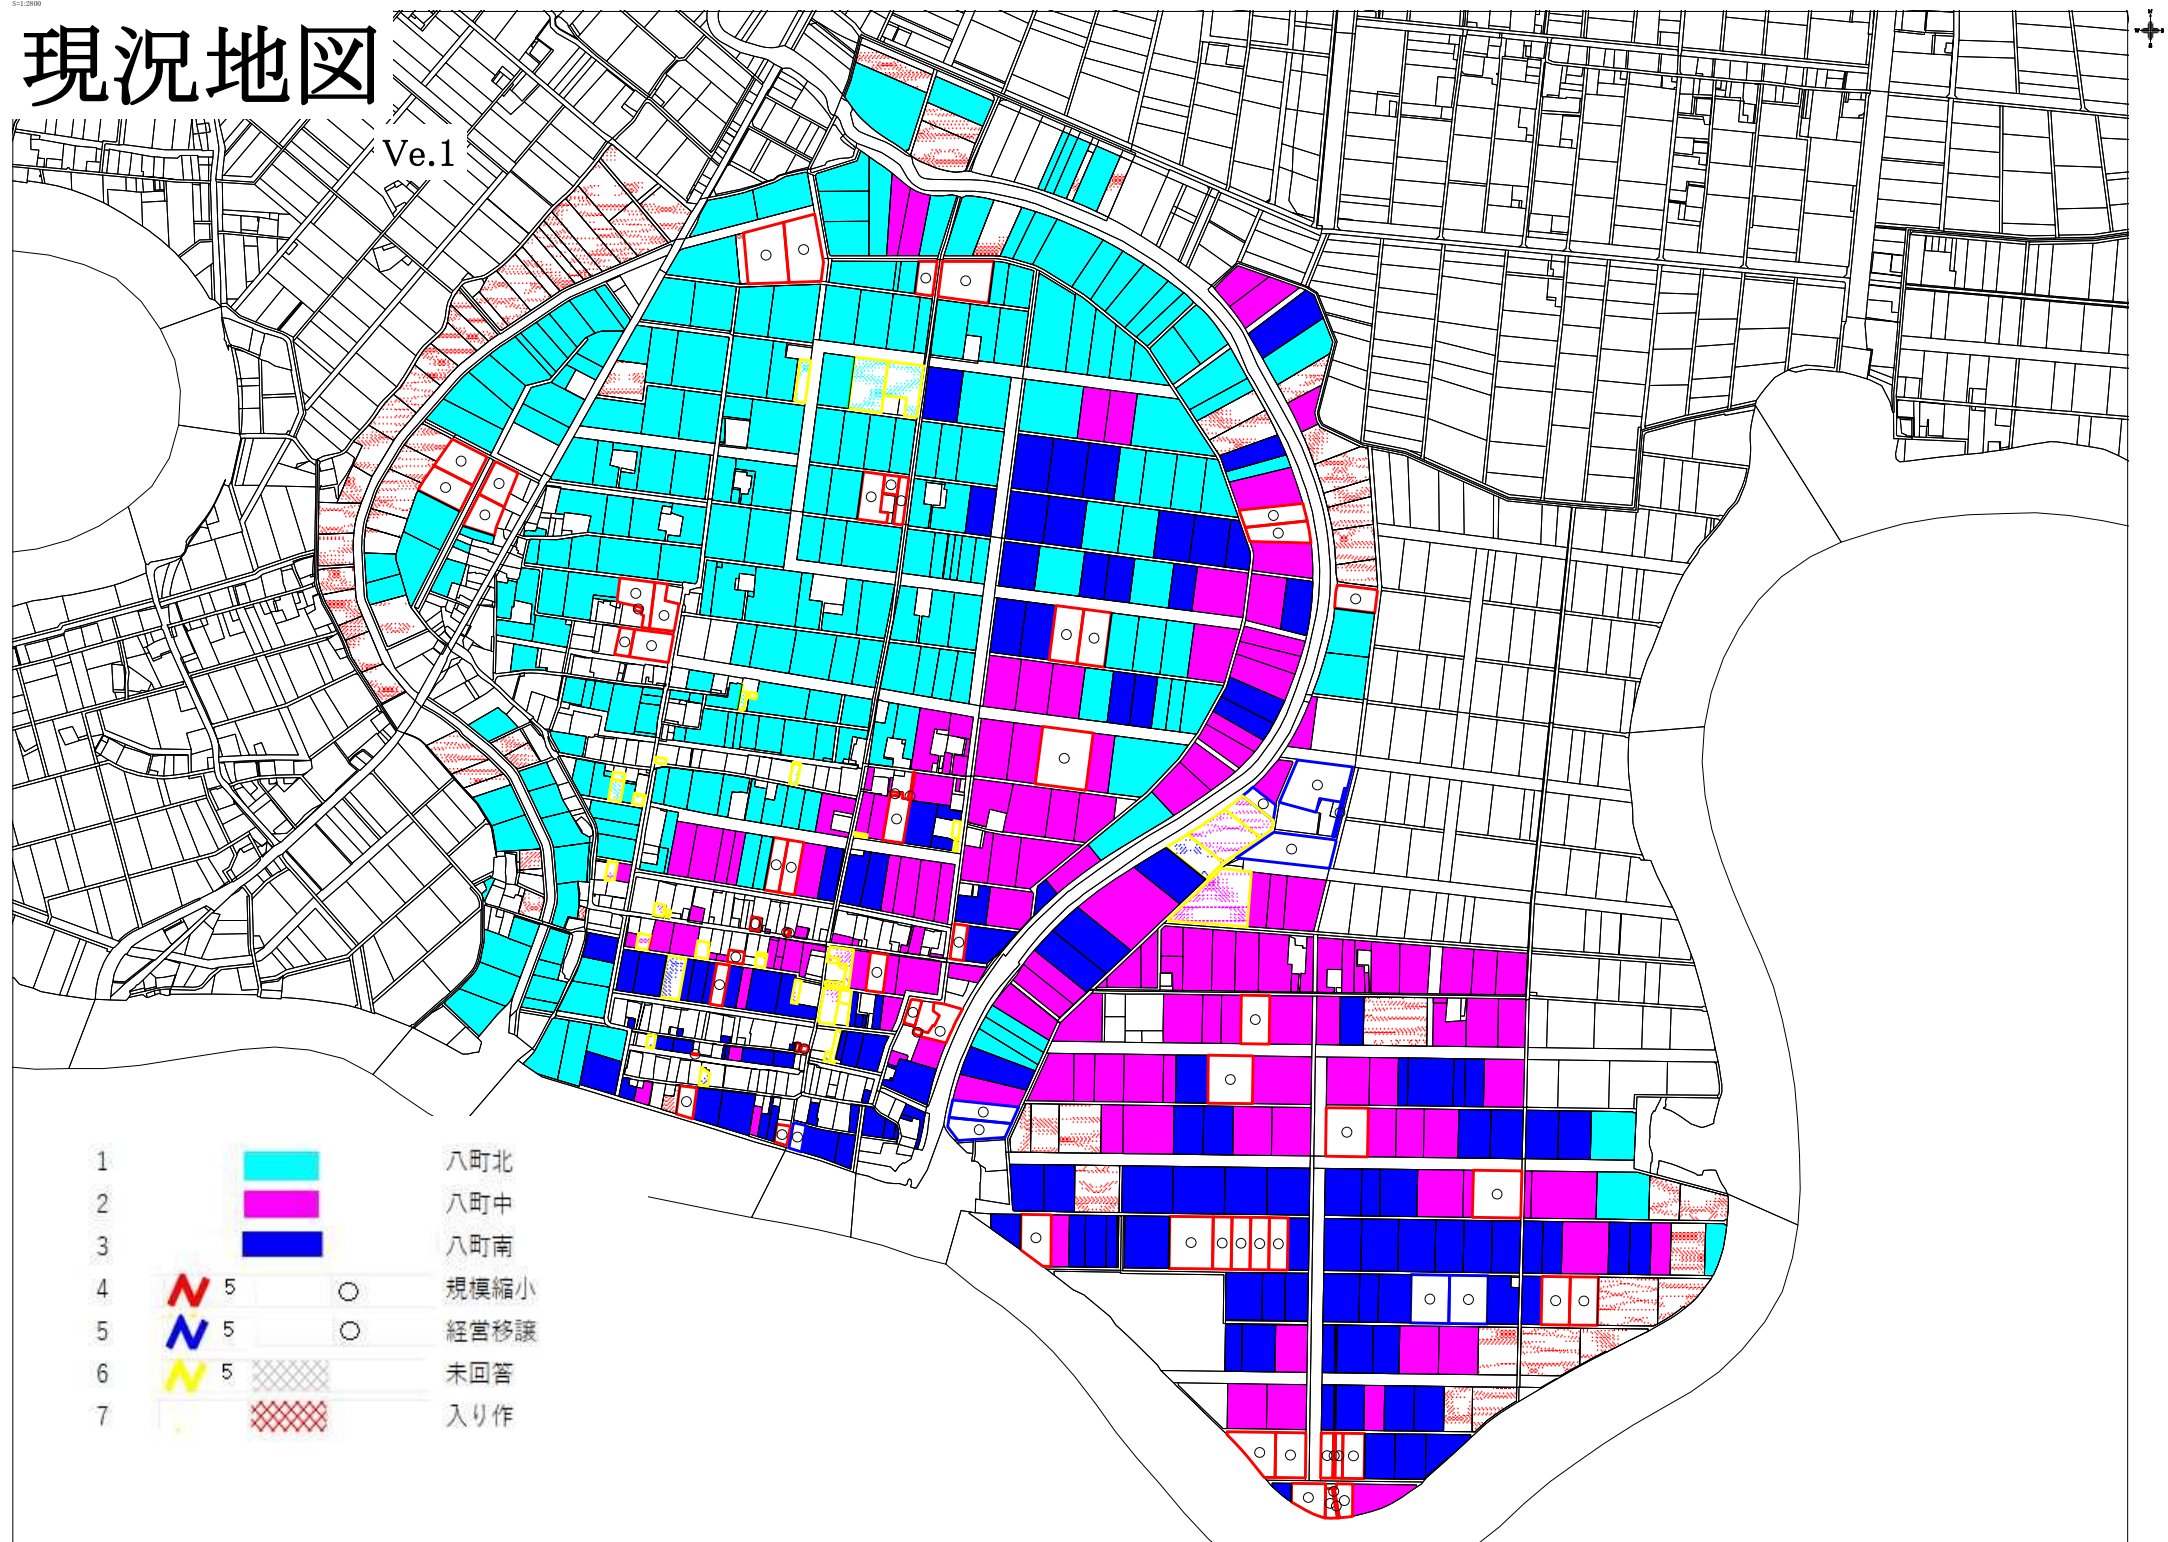 S=1:2800
現況地図
Ve.1
1 八町北
2 八町中
3 八町南
4 5 規模縮小
5 5 経営移譲
6 5 未回答
7 入り作